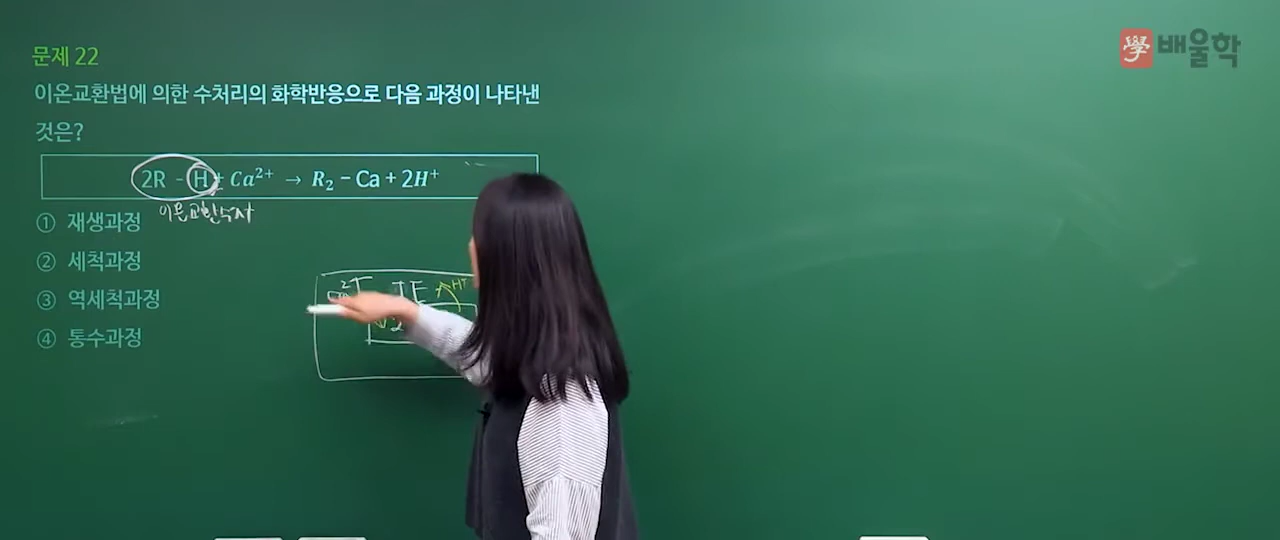 學 배울학
문제 22
이온교환법에 의한 수처리의 화학반응으로 다음 과정이 나타낸
것은?
2R - H + Ca²⁺ → R₂ - Ca + 2H⁺
이온교환수지
① 재생과정
② 세척과정
③ 역세척과정
④ 통수과정
H⁺